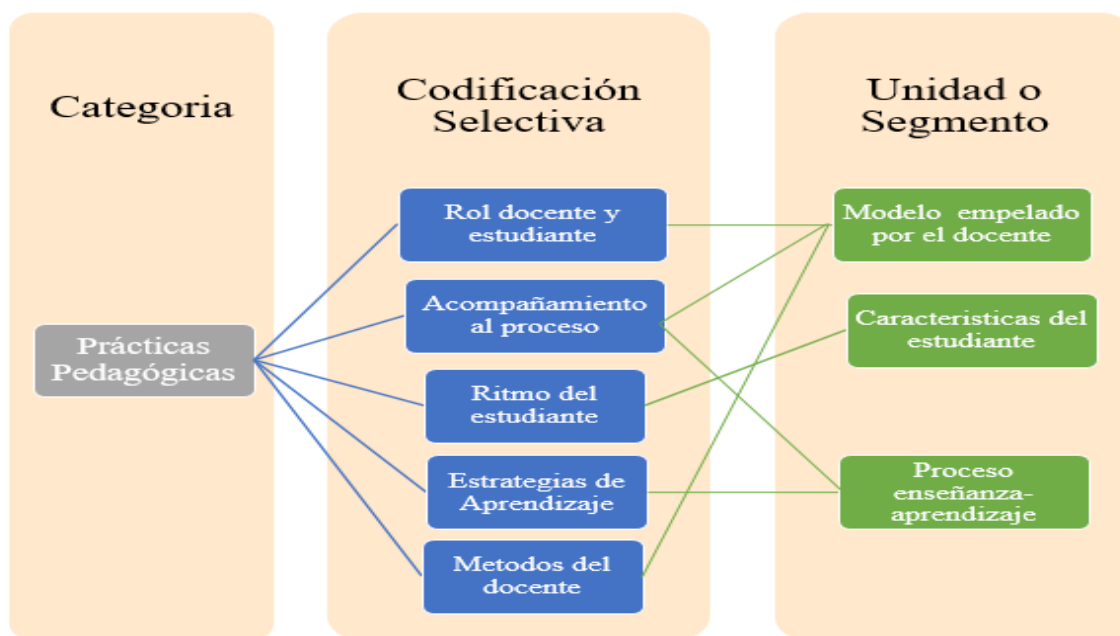 Categoria
Codificación
Selectiva
Unidad o
Segmento
Prácticas
Pedagógicas
Rol docente y
estudiante
Acompañamiento
al proceso
Ritmo del
estudiante
Estrategias de
Aprendizaje
Metodos del
docente
Modelo empelado
por el docente
Caracteristicas del
estudiante
Proceso
enseñanza-
aprendizaje